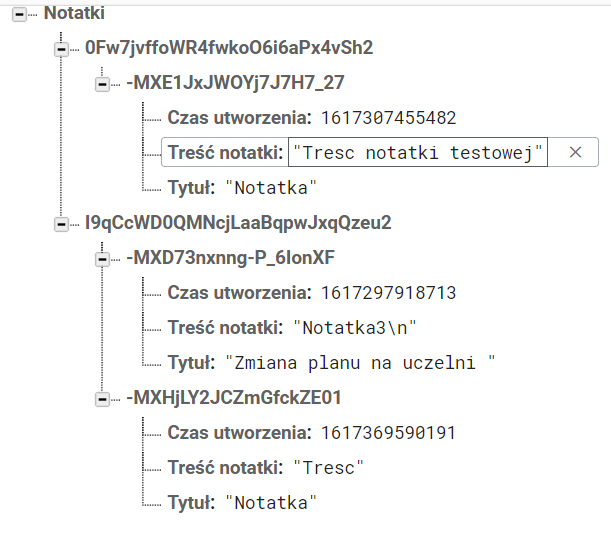 Notatki
0Fw7jvffoWR4fwkoO6i6aPx4vSh2
-MXE1JxJWOYj7J7H7_27
Czas utworzenia: 1617307455482
Treść notatki: "Tresc notatki testowej"
Tytuł: "Notatka"
I9qCcWD0QMNcjLaaBqpwJxqQzeu2
-MXD73nxnng-P_6IonXF
Czas utworzenia: 1617297918713
Treść notatki: "Notatka3\n"
Tytuł: "Zmiana planu na uczelni "
-MXHjLY2JCZmGfckZE01
Czas utworzenia: 1617369590191
Treść notatki: "Tresc"
Tytuł: "Notatka"